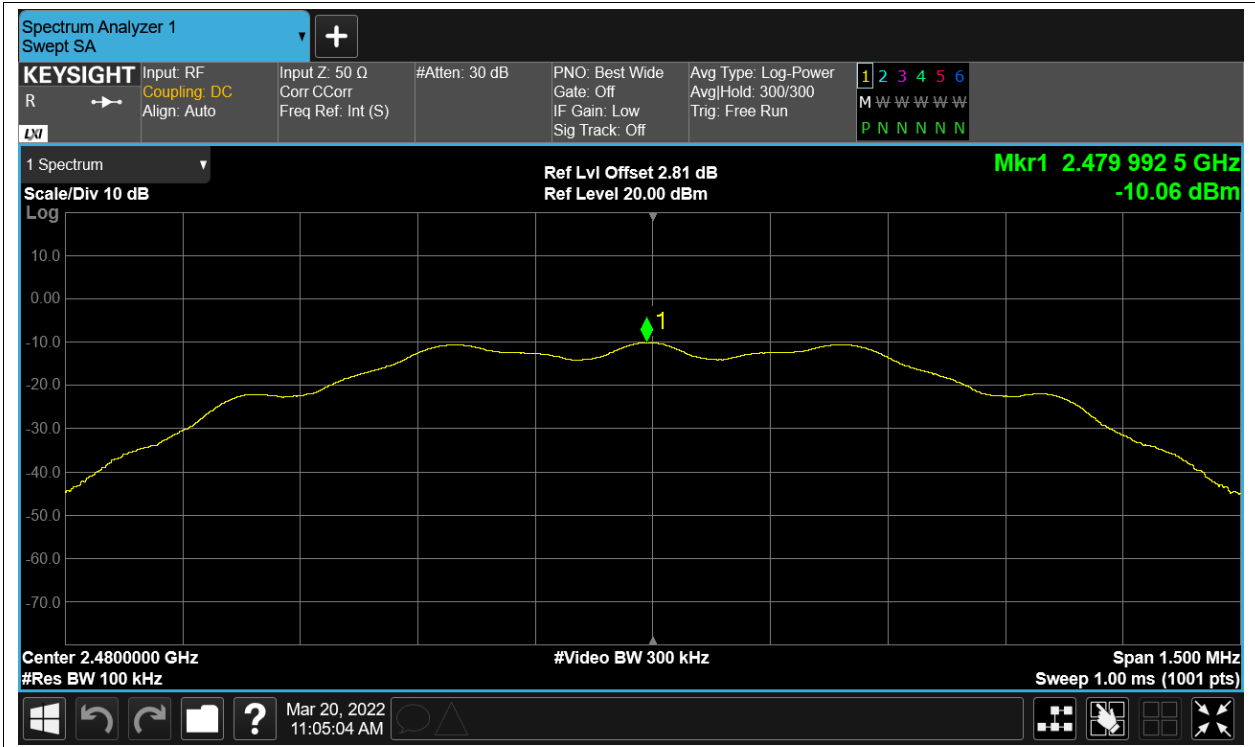 Spectrum Analyzer 1
Swept SA
KEYSIGHT
R
LXI
Input: RF
Coupling: DC
Align: Auto
Input Z: 50 Ω
Corr CCorr
Freq Ref: Int (S)
#Atten: 30 dB
PNO: Best Wide
Gate: Off
IF Gain: Low
Sig Track: Off
Avg Type: Log-Power
Avg|Hold: 300/300
Trig: Free Run
1 2 3 4 5 6
M W W W W W
P N N N N N
1 Spectrum
Scale/Div 10 dB
Log
Ref Lvl Offset 2.81 dB
Ref Level 20.00 dBm
Mkr1 2.479 992 5 GHz
-10.06 dBm
10.0
0.00
-10.0
-20.0
-30.0
-40.0
-50.0
-60.0
-70.0
1
Center 2.4800000 GHz
#Res BW 100 kHz
#Video BW 300 kHz
Span 1.500 MHz
Sweep 1.00 ms (1001 pts)
?
Mar 20, 2022
11:05:04 AM